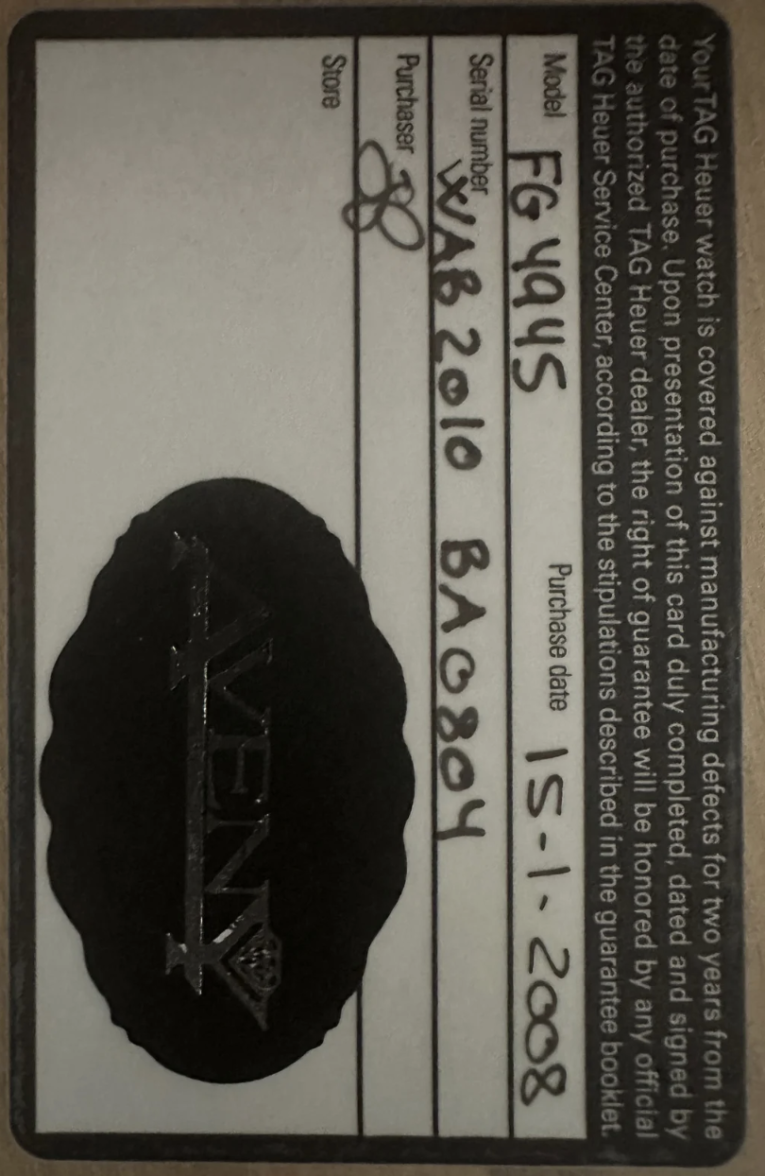 Your TAG Heuer watch is covered against manufacturing defects for two years from the
date of purchase. Upon presentation of this card duly completed, dated and signed by
the authorized TAG Heuer dealer, the right of guarantee will be honored by any official
TAG Heuer Service Center, according to the stipulations described in the guarantee booklet.
Model FG4945 Purchase date 15-1-2008
Serial number WAB2010 BA0804
Purchaser
Store